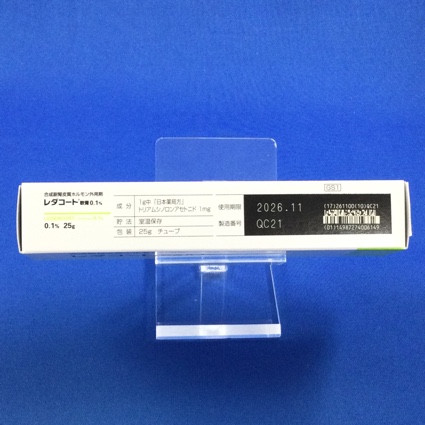 合成副腎皮質ホルモン外用剤
レダコート®軟膏0.1%
0.1% 25g
成分 1g中「日本薬局方」
トリアムシノロンアセトニド 1mg
貯法 室温保存
包装 25g チューブ
使用期限 2026.11
製造番号 QC21
GS1
(17)261100(10)QC21
(01)14987274006149